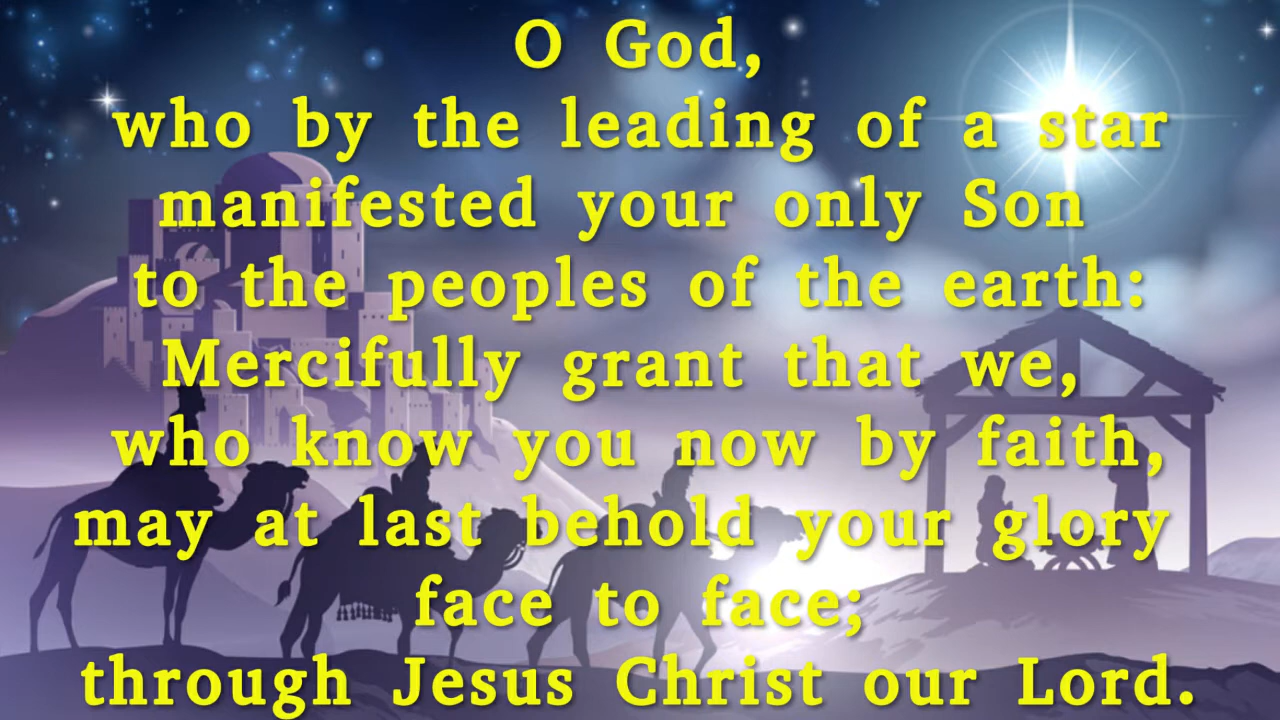 O God,
who by the leading of a star
manifested your only Son
to the peoples of the earth:
Mercifully grant that we,
who know you now by faith,
may at last behold your glory
face to face;
through Jesus Christ our Lord.